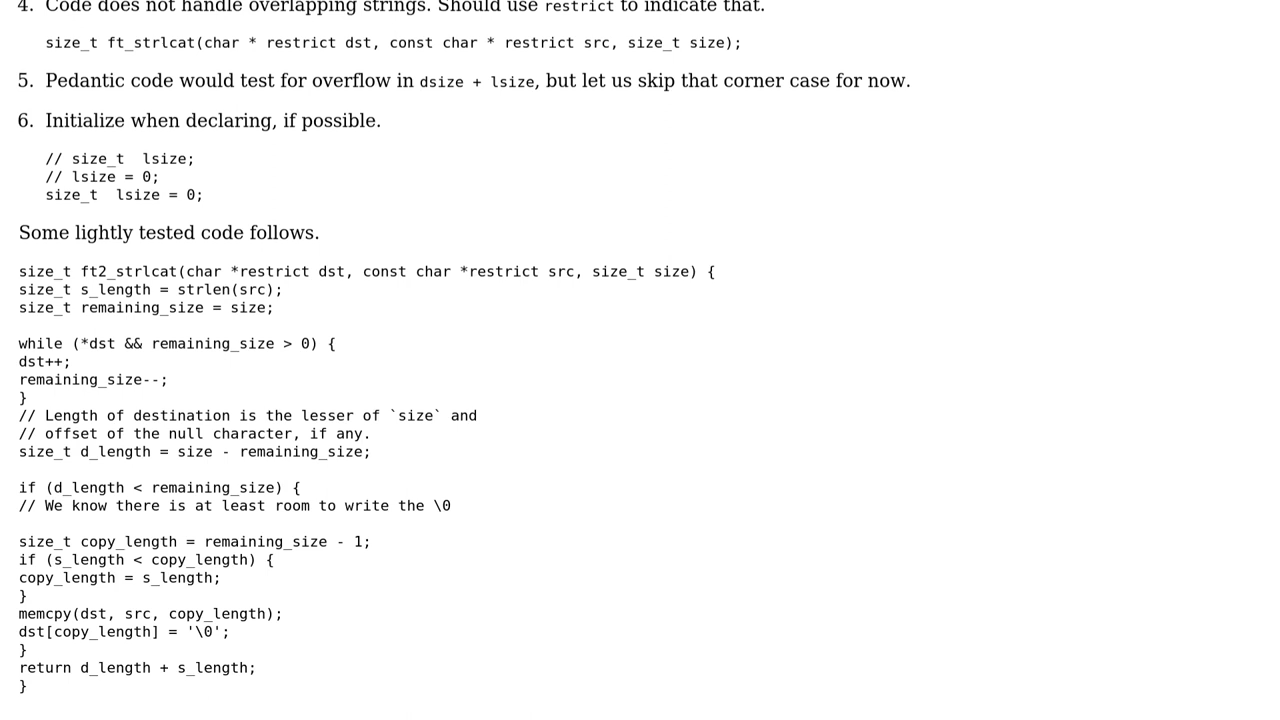 4. Code does not handle overlapping strings. Should use restrict to indicate that.
size_t ft_strlcat(char * restrict dst, const char * restrict src, size_t size);
5. Pedantic code would test for overflow in dsize + lsize, but let us skip that corner case for now.
6. Initialize when declaring, if possible.
// size_t  lsize;
// lsize = 0;
size_t  lsize = 0;
Some lightly tested code follows.
size_t ft2_strlcat(char *restrict dst, const char *restrict src, size_t size) {
size_t s_length = strlen(src);
size_t remaining_size = size;
while (*dst && remaining_size > 0) {
dst++;
remaining_size--;
}
// Length of destination is the lesser of `size` and
// offset of the null character, if any.
size_t d_length = size - remaining_size;
if (d_length < remaining_size) {
// We know there is at least room to write the \0
size_t copy_length = remaining_size - 1;
if (s_length < copy_length) {
copy_length = s_length;
}
memcpy(dst, src, copy_length);
dst[copy_length] = '\0';
}
return d_length + s_length;
}